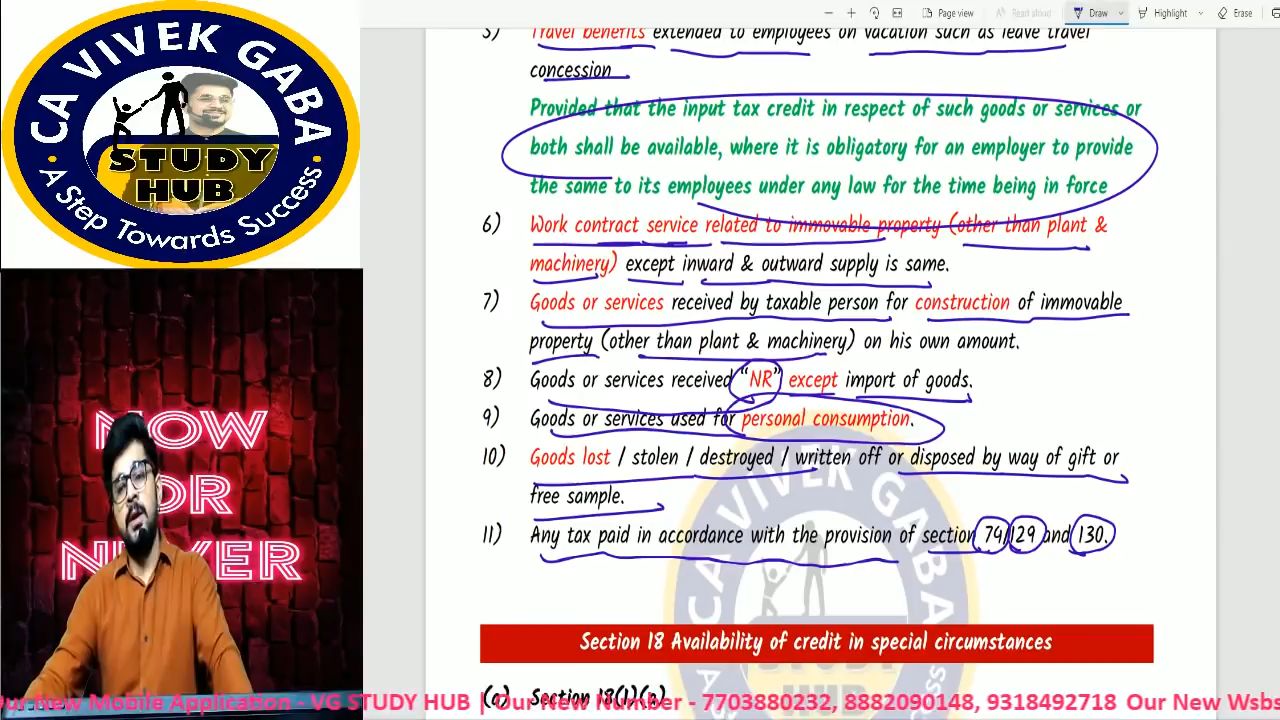 CA VIVEK GABA
STUDY
HUB
A Step Towards Success
NOW
FOR
NEVER
Page view
Read aloud
Draw
Highlight
Erase
5) Travel benefits extended to employees on vacation such as leave travel
concession
Provided that the input tax credit in respect of such goods or services or
both shall be available, where it is obligatory for an employer to provide
the same to its employees under any law for the time being in force
6) Work contract service related to immovable property (other than plant &
machinery) except inward & outward supply is same.
7) Goods or services received by taxable person for construction of immovable
property (other than plant & machinery) on his own amount.
8) Goods or services received "NR" except import of goods.
9) Goods or services used for personal consumption.
10) Goods lost / stolen / destroyed / written off or disposed by way of gift or
free sample.
11) Any tax paid in accordance with the provision of section 74/129 and 130.
Section 18 Availability of credit in special circumstances
Section 18(1)(a)
Our New Mobile Application - VG STUDY HUB | Our New Number - 7703880232, 8882090148, 9318492718 Our New Wsbs